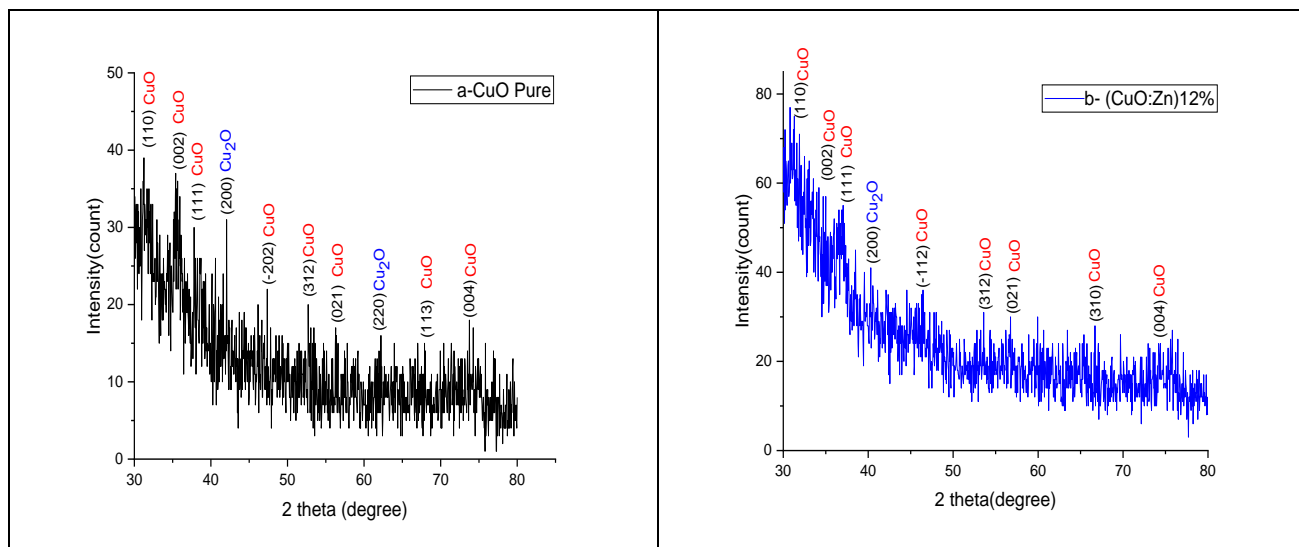 a-CuO Pure
Intensity(count)
50
40
30
20
10
0
(110) CuO
(002) CuO
(111) CuO
(200) Cu₂O
(-202) CuO
(312) CuO
(021) CuO
(220) Cu₂O
(113) CuO
(004) CuO
30 40 50 60 70 80
2 theta (degree)
b- (CuO:Zn)12%
Intensity(count)
80
60
40
20
0
(110) CuO
(002) CuO
(111) CuO
(200) Cu₂O
(-112) CuO
(312) CuO
(021) CuO
(310) CuO
(004) CuO
30 40 50 60 70 80
2 theta(degree)